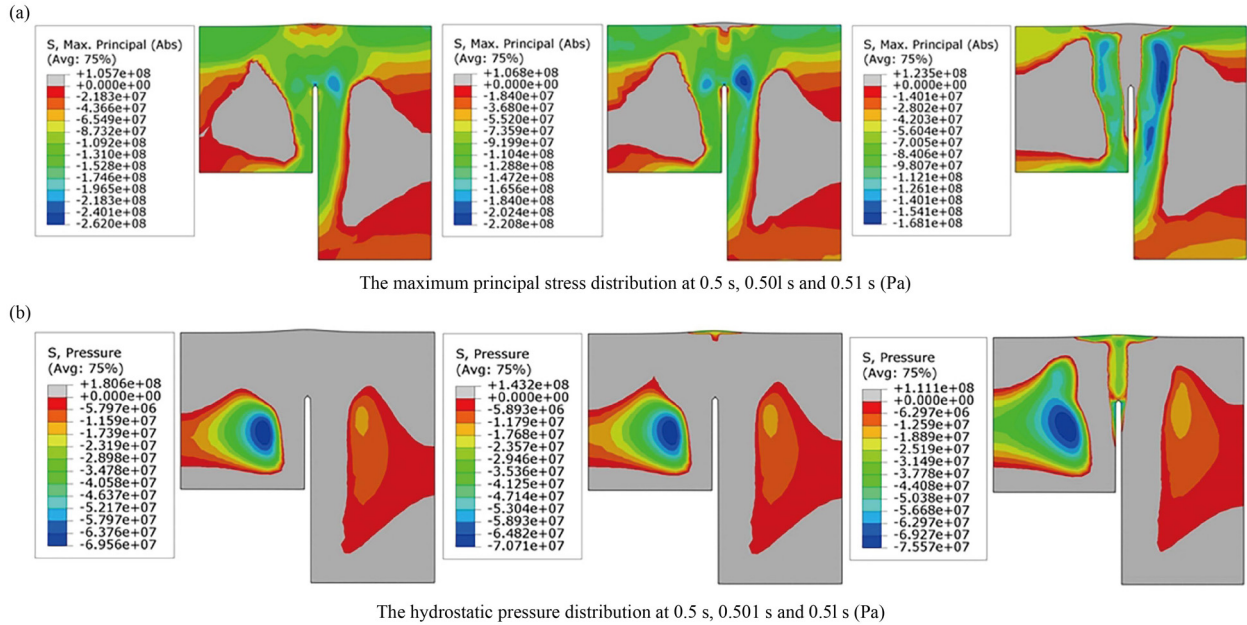 (a)
S, Max. Principal (Abs)
(Avg: 75%)
+1.057e+08
+0.000e+00
-2.183e+07
-4.366e+07
-6.549e+07
-8.732e+07
-1.092e+08
-1.310e+08
-1.528e+08
-1.746e+08
-1.965e+08
-2.183e+08
-2.401e+08
-2.620e+08
S, Max. Principal (Abs)
(Avg: 75%)
+1.068e+08
+0.000e+00
-1.840e+07
-3.680e+07
-5.520e+07
-7.359e+07
-9.199e+07
-1.104e+08
-1.288e+08
-1.472e+08
-1.656e+08
-1.840e+08
-2.024e+08
-2.208e+08
S, Max. Principal (Abs)
(Avg: 75%)
+1.235e+08
+0.000e+00
-1.401e+07
-2.802e+07
-4.203e+07
-5.604e+07
-7.005e+07
-8.406e+07
-9.807e+07
-1.121e+08
-1.261e+08
-1.401e+08
-1.541e+08
-1.681e+08
The maximum principal stress distribution at 0.5 s, 0.50l s and 0.51 s (Pa)
(b)
S, Pressure
(Avg: 75%)
+1.806e+08
+0.000e+00
-5.797e+06
-1.159e+07
-1.739e+07
-2.319e+07
-2.898e+07
-3.478e+07
-4.058e+07
-4.637e+07
-5.217e+07
-5.797e+07
-6.376e+07
-6.956e+07
S, Pressure
(Avg: 75%)
+1.432e+08
+0.000e+00
-5.893e+06
-1.179e+07
-1.768e+07
-2.357e+07
-2.946e+07
-3.536e+07
-4.125e+07
-4.714e+07
-5.304e+07
-5.893e+07
-6.482e+07
-7.071e+07
S, Pressure
(Avg: 75%)
+1.111e+08
+0.000e+00
-6.297e+06
-1.259e+07
-1.889e+07
-2.519e+07
-3.149e+07
-3.778e+07
-4.408e+07
-5.038e+07
-5.668e+07
-6.297e+07
-6.927e+07
-7.557e+07
The hydrostatic pressure distribution at 0.5 s, 0.501 s and 0.5l s (Pa)